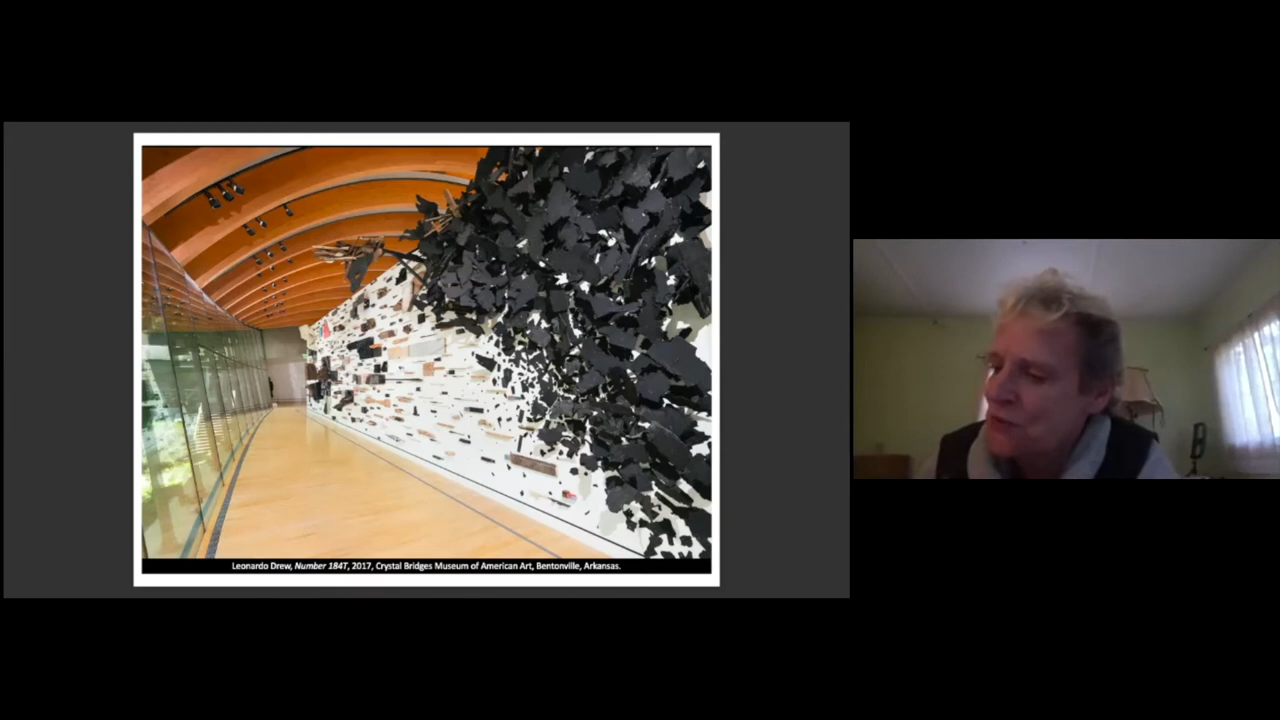 Leonardo Drew, Number 184T, 2017, Crystal Bridges Museum of American Art, Bentonville, Arkansas.